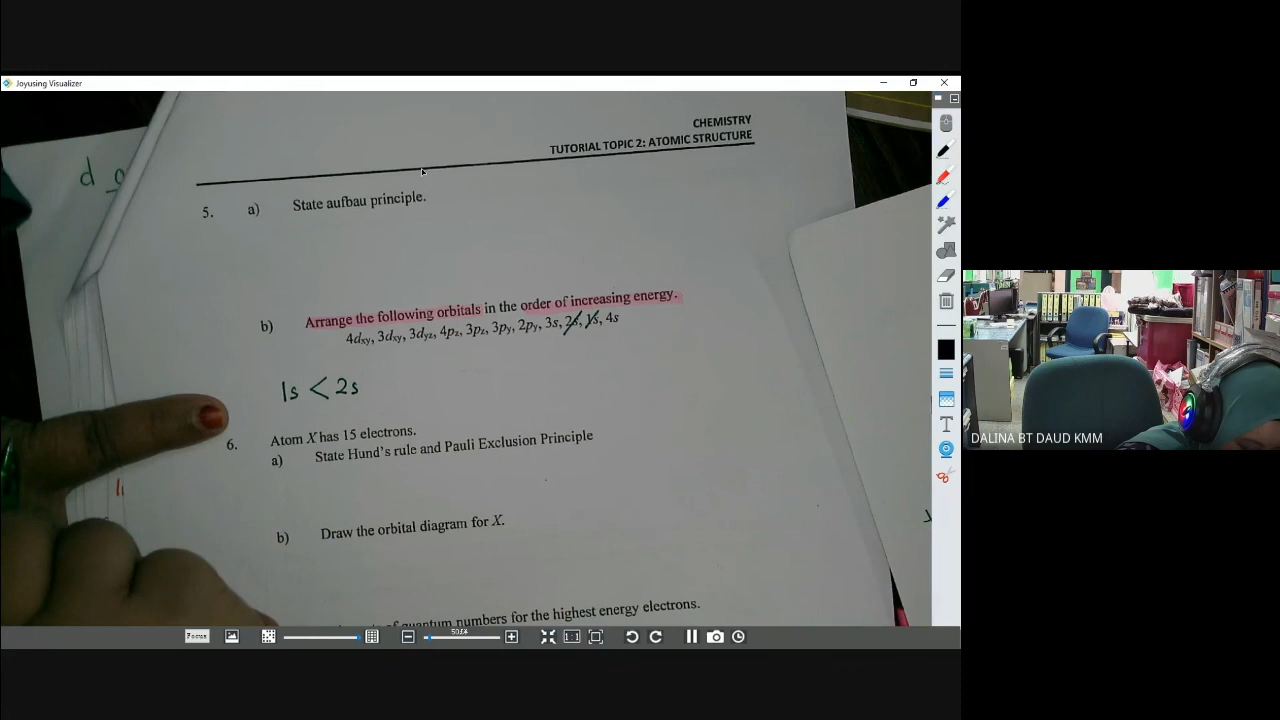 Joyusing Visualizer
CHEMISTRY
TUTORIAL TOPIC 2: ATOMIC STRUCTURE
d
5. a) State aufbau principle.
b) Arrange the following orbitals in the order of increasing energy.
4dxy, 3dxy, 3dyz, 4pz, 3pz, 3py, 2py, 3s, 2s, 1s, 4s
1s < 2s
6. Atom X has 15 electrons.
a) State Hund's rule and Pauli Exclusion Principle
b) Draw the orbital diagram for X.
of quantum numbers for the highest energy electrons.
Focus
1:1
T
DALINA BT DAUD KMM